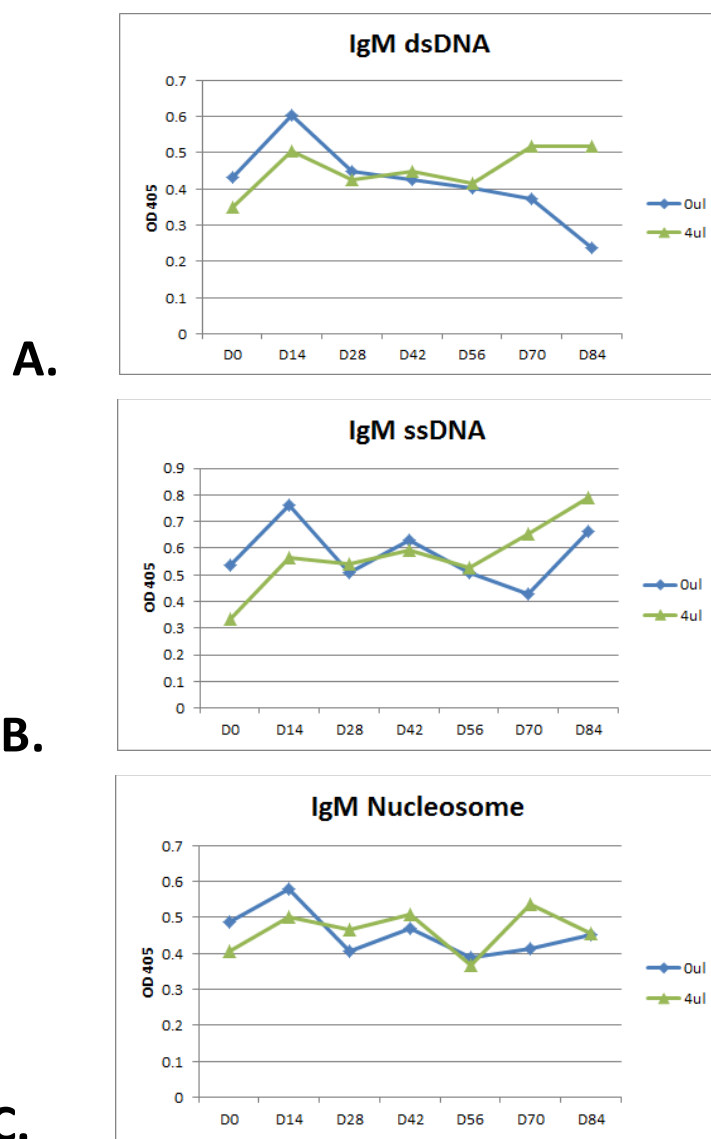 IgM dsDNA
0.7
0.6
0.5
0.4
0.3
0.2
0.1
0
OD 405
D0 D14 D28 D42 D56 D70 D84
0ul
4ul
A.
IgM ssDNA
0.9
0.8
0.7
0.6
0.5
0.4
0.3
0.2
0.1
0
OD 405
D0 D14 D28 D42 D56 D70 D84
0ul
4ul
B.
IgM Nucleosome
0.7
0.6
0.5
0.4
0.3
0.2
0.1
0
OD 405
D0 D14 D28 D42 D56 D70 D84
0ul
4ul
C.